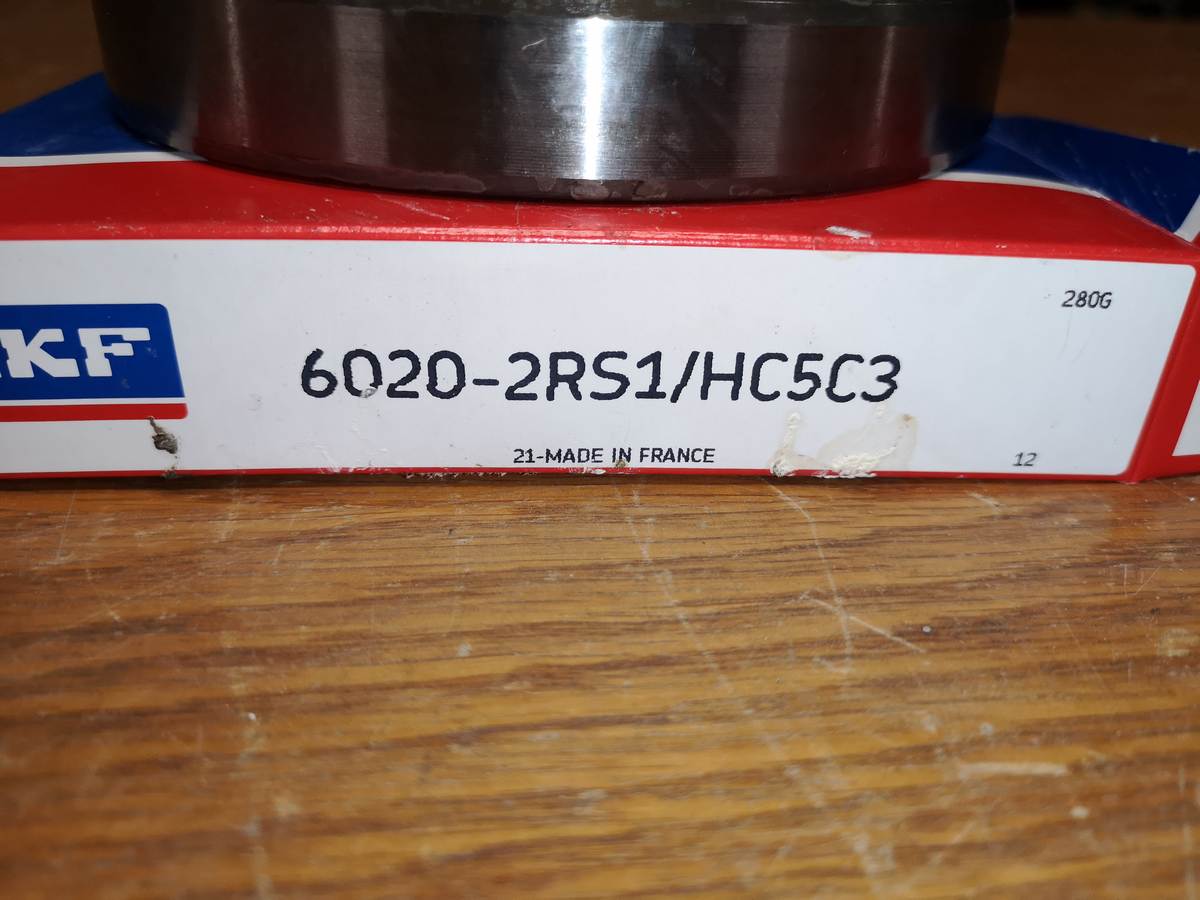 280G
KF
6020-2RS1/HC5C3
21-MADE IN FRANCE
12